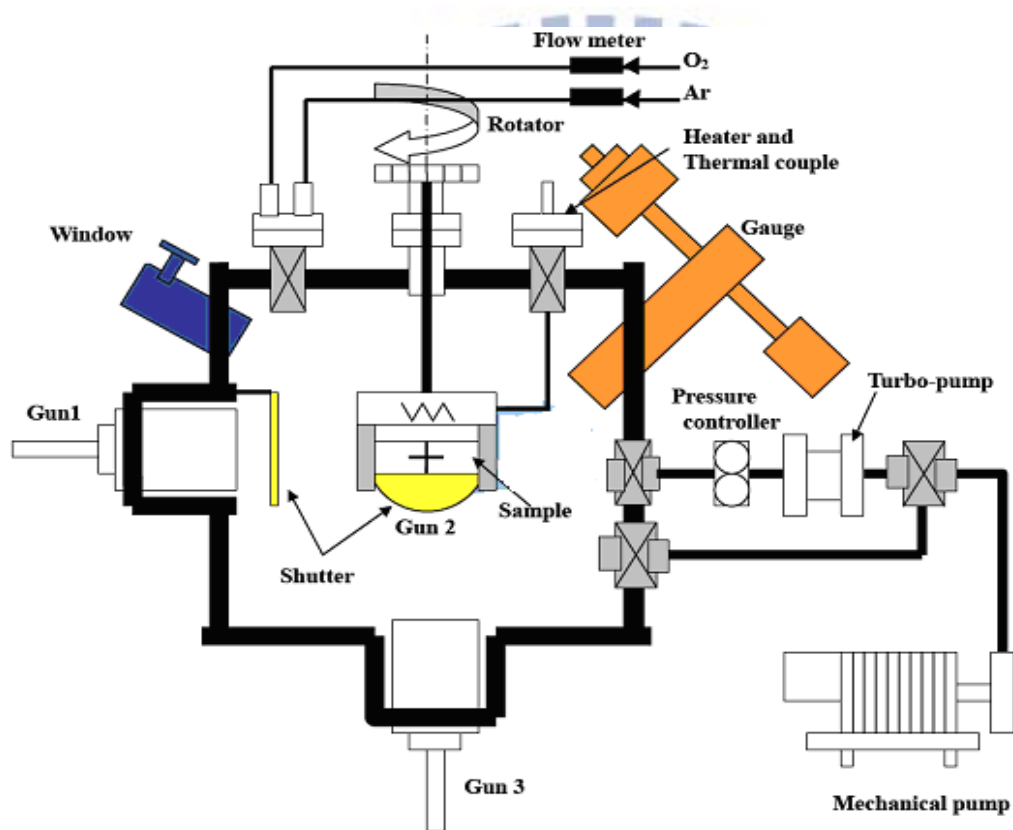 Flow meter
O₂
Ar
Rotator
Heater and
Thermal couple
Window
Gauge
Turbo-pump
Pressure
controller
Gun1
Sample
Gun 2
Shutter
Gun 3
Mechanical pump